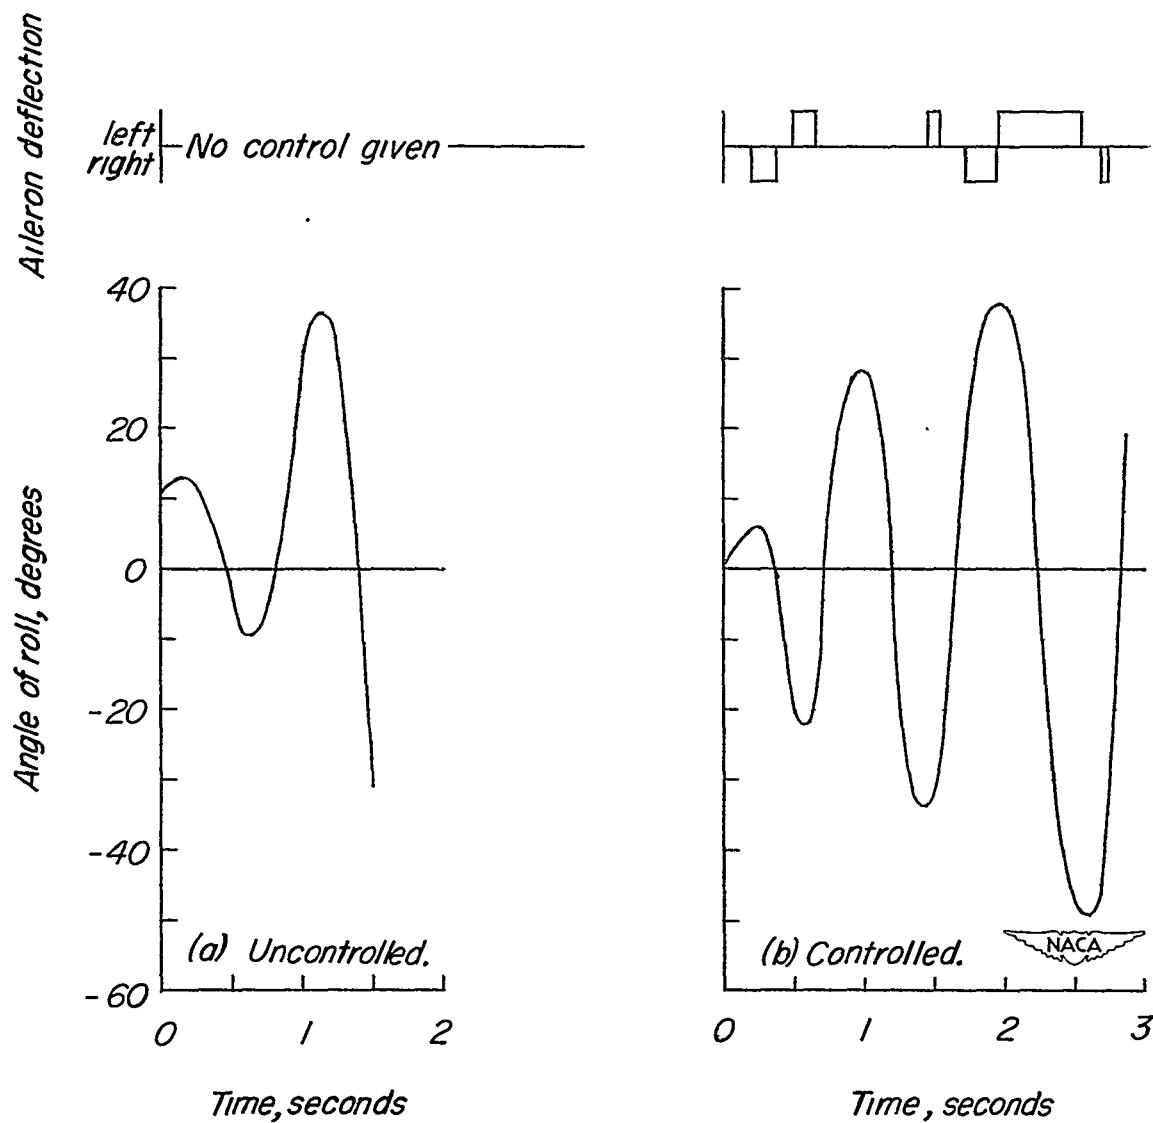 Aileron deflection
left
right
No control given
Angle of roll, degrees
40
20
0
-20
-40
-60
(a) Uncontrolled.
0 1 2
Time, seconds
(b) Controlled.
NACA
0 1 2 3
Time, seconds